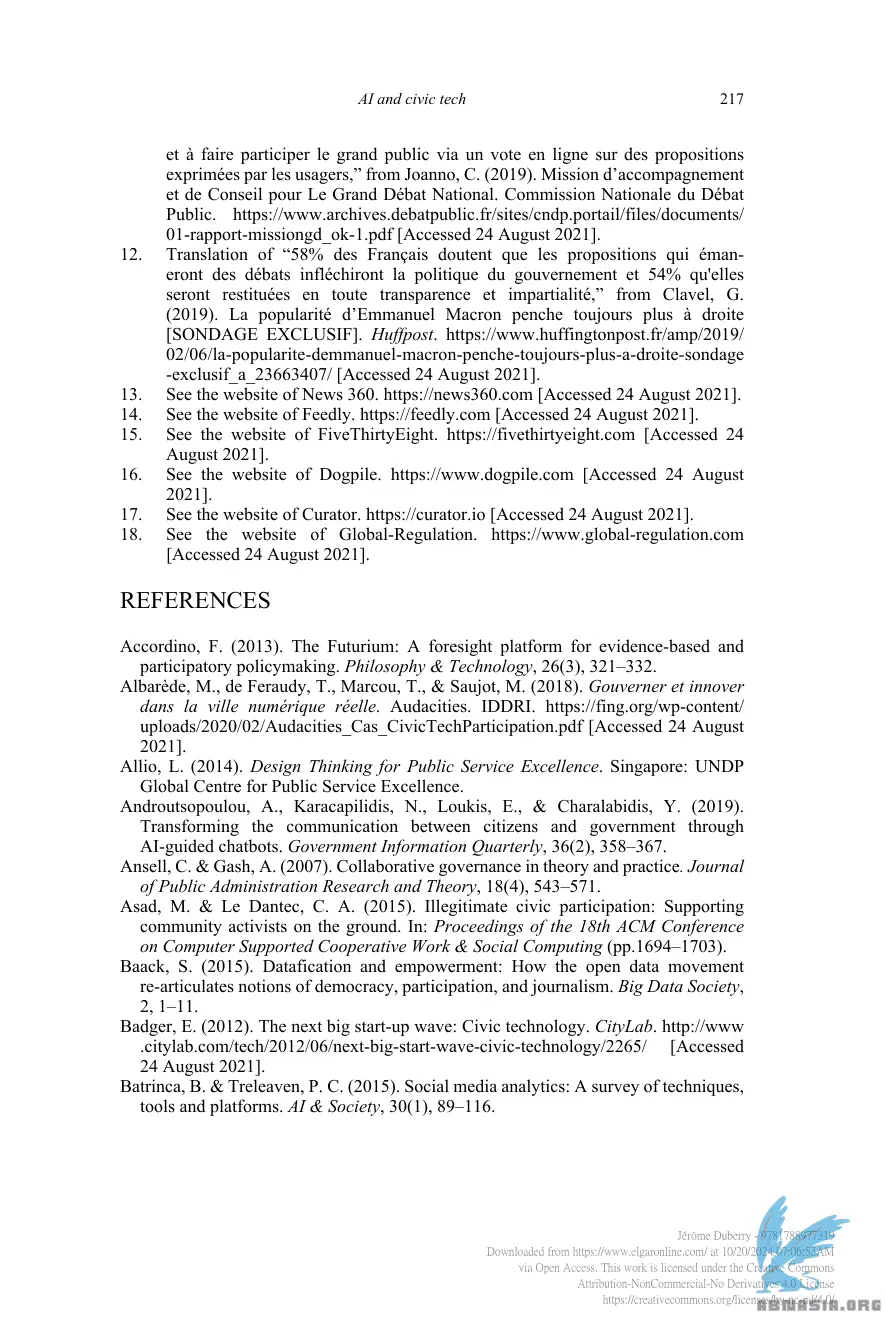 AI and civic tech 217
et à faire participer le grand public via un vote en ligne sur des propositions
exprimées par les usagers,” from Joanno, C. (2019). Mission d’accompagnement
et de Conseil pour Le Grand Débat National. Commission Nationale du Débat
Public. https://www.archives.debatpublic.fr/sites/cndp.portail/files/documents/
01-rapport-missiongd_ok-1.pdf [Accessed 24 August 2021].
12. Translation of “58% des Français doutent que les propositions qui éman-
eront des débats infléchiront la politique du gouvernement et 54% qu'elles
seront restituées en toute transparence et impartialité,” from Clavel, G.
(2019). La popularité d’Emmanuel Macron penche toujours plus à droite
[SONDAGE EXCLUSIF]. Huffpost. https://www.huffingtonpost.fr/amp/2019/
02/06/la-popularite-demmanuel-macron-penche-toujours-plus-a-droite-sondage
-exclusif_a_23663407/ [Accessed 24 August 2021].
13. See the website of News 360. https://news360.com [Accessed 24 August 2021].
14. See the website of Feedly. https://feedly.com [Accessed 24 August 2021].
15. See the website of FiveThirtyEight. https://fivethirtyeight.com [Accessed 24
August 2021].
16. See the website of Dogpile. https://www.dogpile.com [Accessed 24 August
2021].
17. See the website of Curator. https://curator.io [Accessed 24 August 2021].
18. See the website of Global-Regulation. https://www.global-regulation.com
[Accessed 24 August 2021].
REFERENCES
Accordino, F. (2013). The Futurium: A foresight platform for evidence-based and
participatory policymaking. Philosophy & Technology, 26(3), 321–332.
Albarède, M., de Feraudy, T., Marcou, T., & Saujot, M. (2018). Gouverner et innover
dans la ville numérique réelle. Audacities. IDDRI. https://fing.org/wp-content/
uploads/2020/02/Audacities_Cas_CivicTechParticipation.pdf [Accessed 24 August
2021].
Allio, L. (2014). Design Thinking for Public Service Excellence. Singapore: UNDP
Global Centre for Public Service Excellence.
Androutsopoulou, A., Karacapilidis, N., Loukis, E., & Charalabidis, Y. (2019).
Transforming the communication between citizens and government through
AI-guided chatbots. Government Information Quarterly, 36(2), 358–367.
Ansell, C. & Gash, A. (2007). Collaborative governance in theory and practice. Journal
of Public Administration Research and Theory, 18(4), 543–571.
Asad, M. & Le Dantec, C. A. (2015). Illegitimate civic participation: Supporting
community activists on the ground. In: Proceedings of the 18th ACM Conference
on Computer Supported Cooperative Work & Social Computing (pp.1694–1703).
Baack, S. (2015). Datafication and empowerment: How the open data movement
re-articulates notions of democracy, participation, and journalism. Big Data Society,
2, 1–11.
Badger, E. (2012). The next big start-up wave: Civic technology. CityLab. http://www
.citylab.com/tech/2012/06/next-big-start-wave-civic-technology/2265/ [Accessed
24 August 2021].
Batrinca, B. & Treleaven, P. C. (2015). Social media analytics: A survey of techniques,
tools and platforms. AI & Society, 30(1), 89–116.
Jérôme Duberry - 9781788977319
Downloaded from https://www.elgaronline.com/ at 10/20/2024 07:06:52AM
via Open Access. This work is licensed under the Creative Commons
Attribution-NonCommercial-No Derivatives 4.0 License
https://creativecommons.org/licenses/by-nc-nd/4.0/
ABTWASIA.ORG